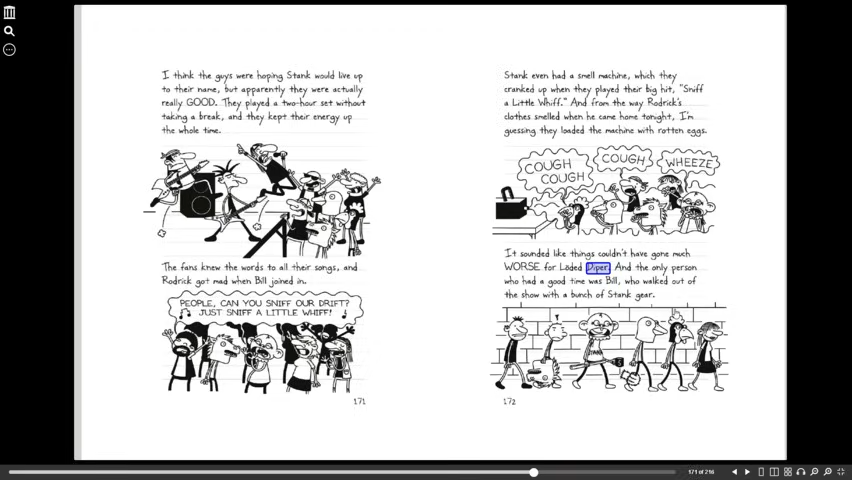 I think the guys were hoping Stank would live up
to their name, but apparently they were actually
really GOOD. They played a two-hour set without
taking a break, and they kept their energy up
the whole time.
The fans knew the words to all their songs, and
Rodrick got mad when Bill joined in.
PEOPLE, CAN YOU SNIFF OUR DRIFT?
JUST SNIFF A LITTLE WHIFF!
171
Stank even had a smell machine, which they
cranked up when they played their big hit, "Sniff
a Little Whiff." And from the way Rodrick's
clothes smelled when he came home tonight, I'm
guessing they loaded the machine with rotten eggs.
COUGH
COUGH
COUGH
WHEEZE
It sounded like things couldn't have gone much
WORSE for Löded Diper. And the only person
who had a good time was Bill, who walked out of
the show with a bunch of Stank gear.
STANK
172
171 of 216